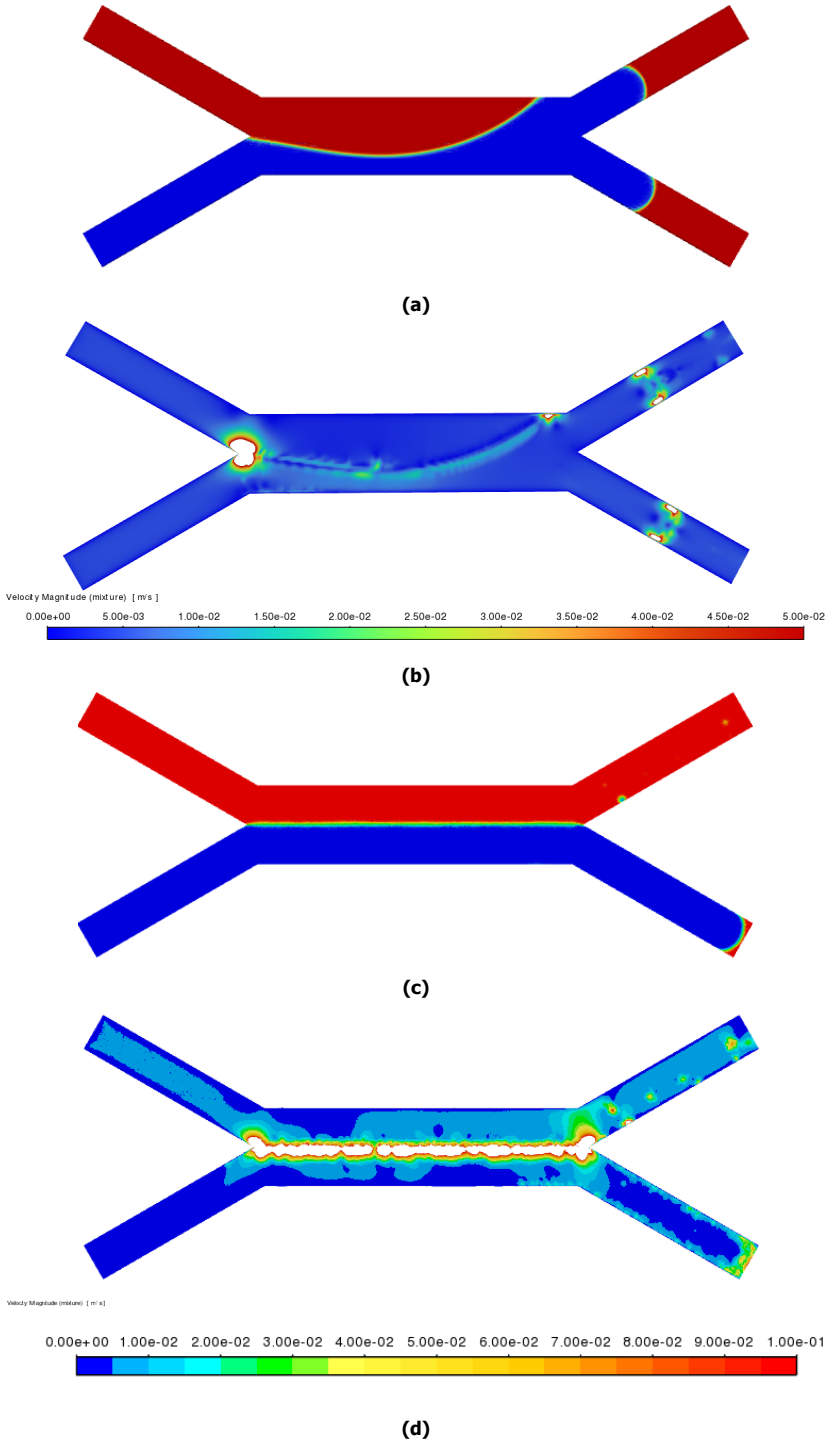 (a)
Velocity Magnitude (mixture) [ m/s ]
0.00e+00 5.00e-03 1.00e-02 1.50e-02 2.00e-02 2.50e-02 3.00e-02 3.50e-02 4.00e-02 4.50e-02 5.00e-02
(b)
(c)
Velocity Magnitude (mixture) [ m/s ]
0.00e+00 1.00e-02 2.00e-02 3.00e-02 4.00e-02 5.00e-02 6.00e-02 7.00e-02 8.00e-02 9.00e-02 1.00e-01
(d)